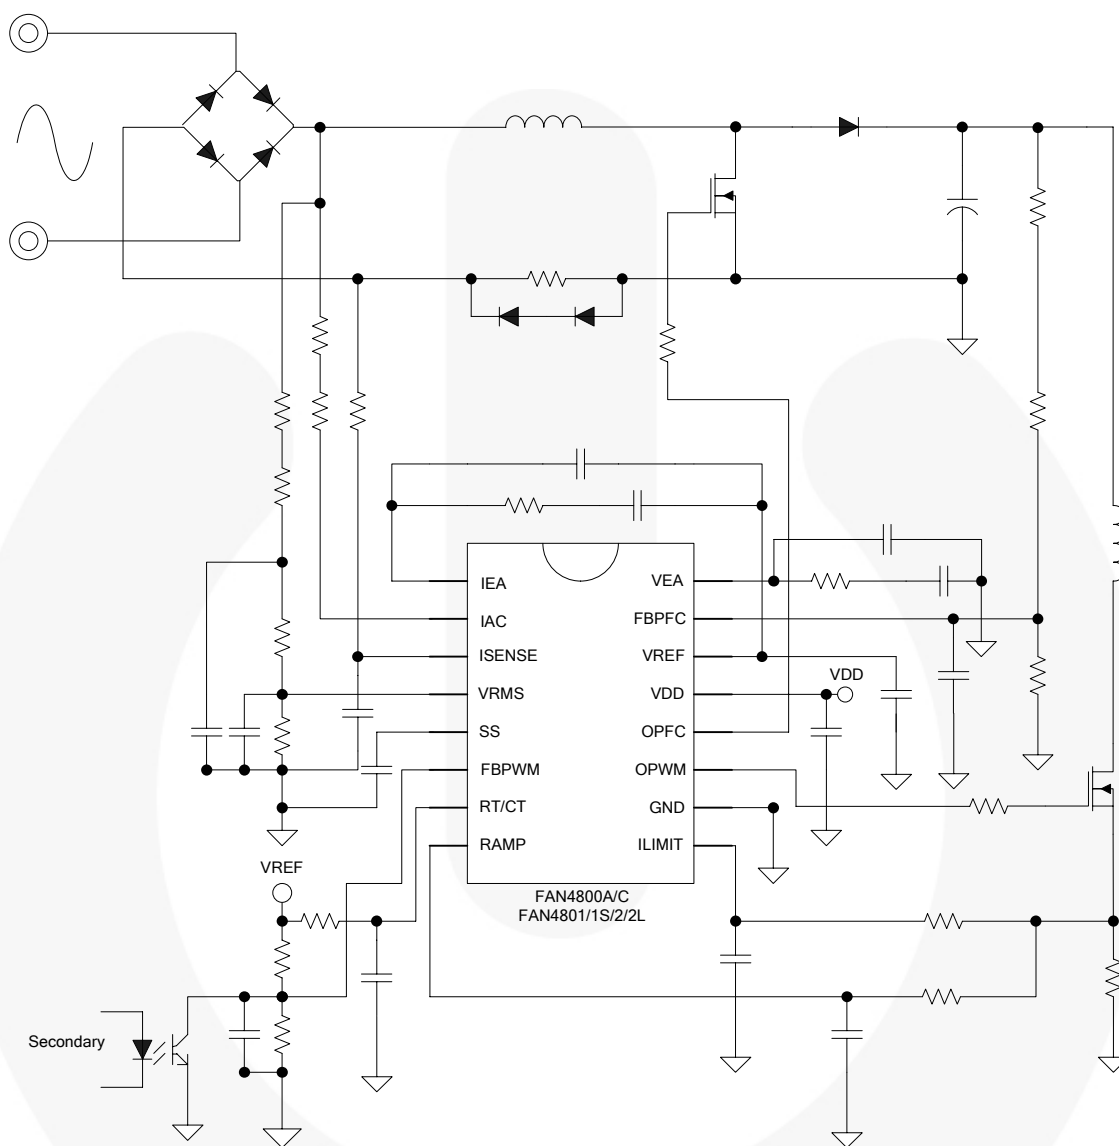 IEA
IAC
ISENSE
VRMS
SS
FBPWM
RT/CT
RAMP
VEA
FBPFC
VREF
VDD
OPFC
OPWM
GND
ILIMIT
VDD
VREF
FAN4800A/C
FAN4801/1S/2/2L
Secondary